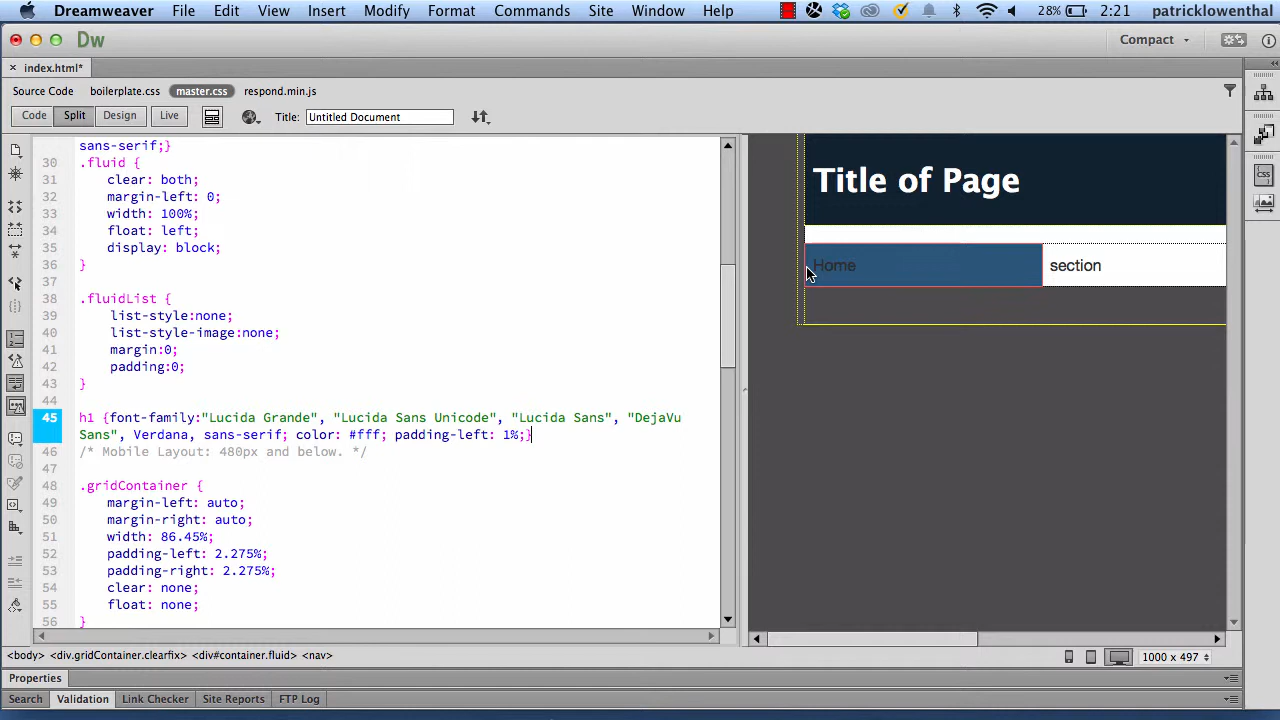 Dreamweaver File Edit View Insert Modify Format Commands Site Window Help 28% 2:21 patricklowenthal
Dw Compact
× index.html*
Source Code boilerplate.css master.css respond.min.js
Code Split Design Live Title: Untitled Document
sans-serif;}
30 .fluid {
31 clear: both;
32 margin-left: 0;
33 width: 100%;
34 float: left;
35 display: block;
36 }
37
38 .fluidList {
39 list-style:none;
40 list-style-image:none;
41 margin:0;
42 padding:0;
43 }
44
45 h1 {font-family:"Lucida Grande", "Lucida Sans Unicode", "Lucida Sans", "DejaVu
Sans", Verdana, sans-serif; color: #fff; padding-left: 1%;}
46 /* Mobile Layout: 480px and below. */
47
48 .gridContainer {
49 margin-left: auto;
50 margin-right: auto;
51 width: 86.45%;
52 padding-left: 2.275%;
53 padding-right: 2.275%;
54 clear: none;
55 float: none;
56 }
Title of Page
Home section
<body> <div.gridContainer.clearfix> <div#container.fluid> <nav> 1000 x 497
Properties
Search Validation Link Checker Site Reports FTP Log
CSS